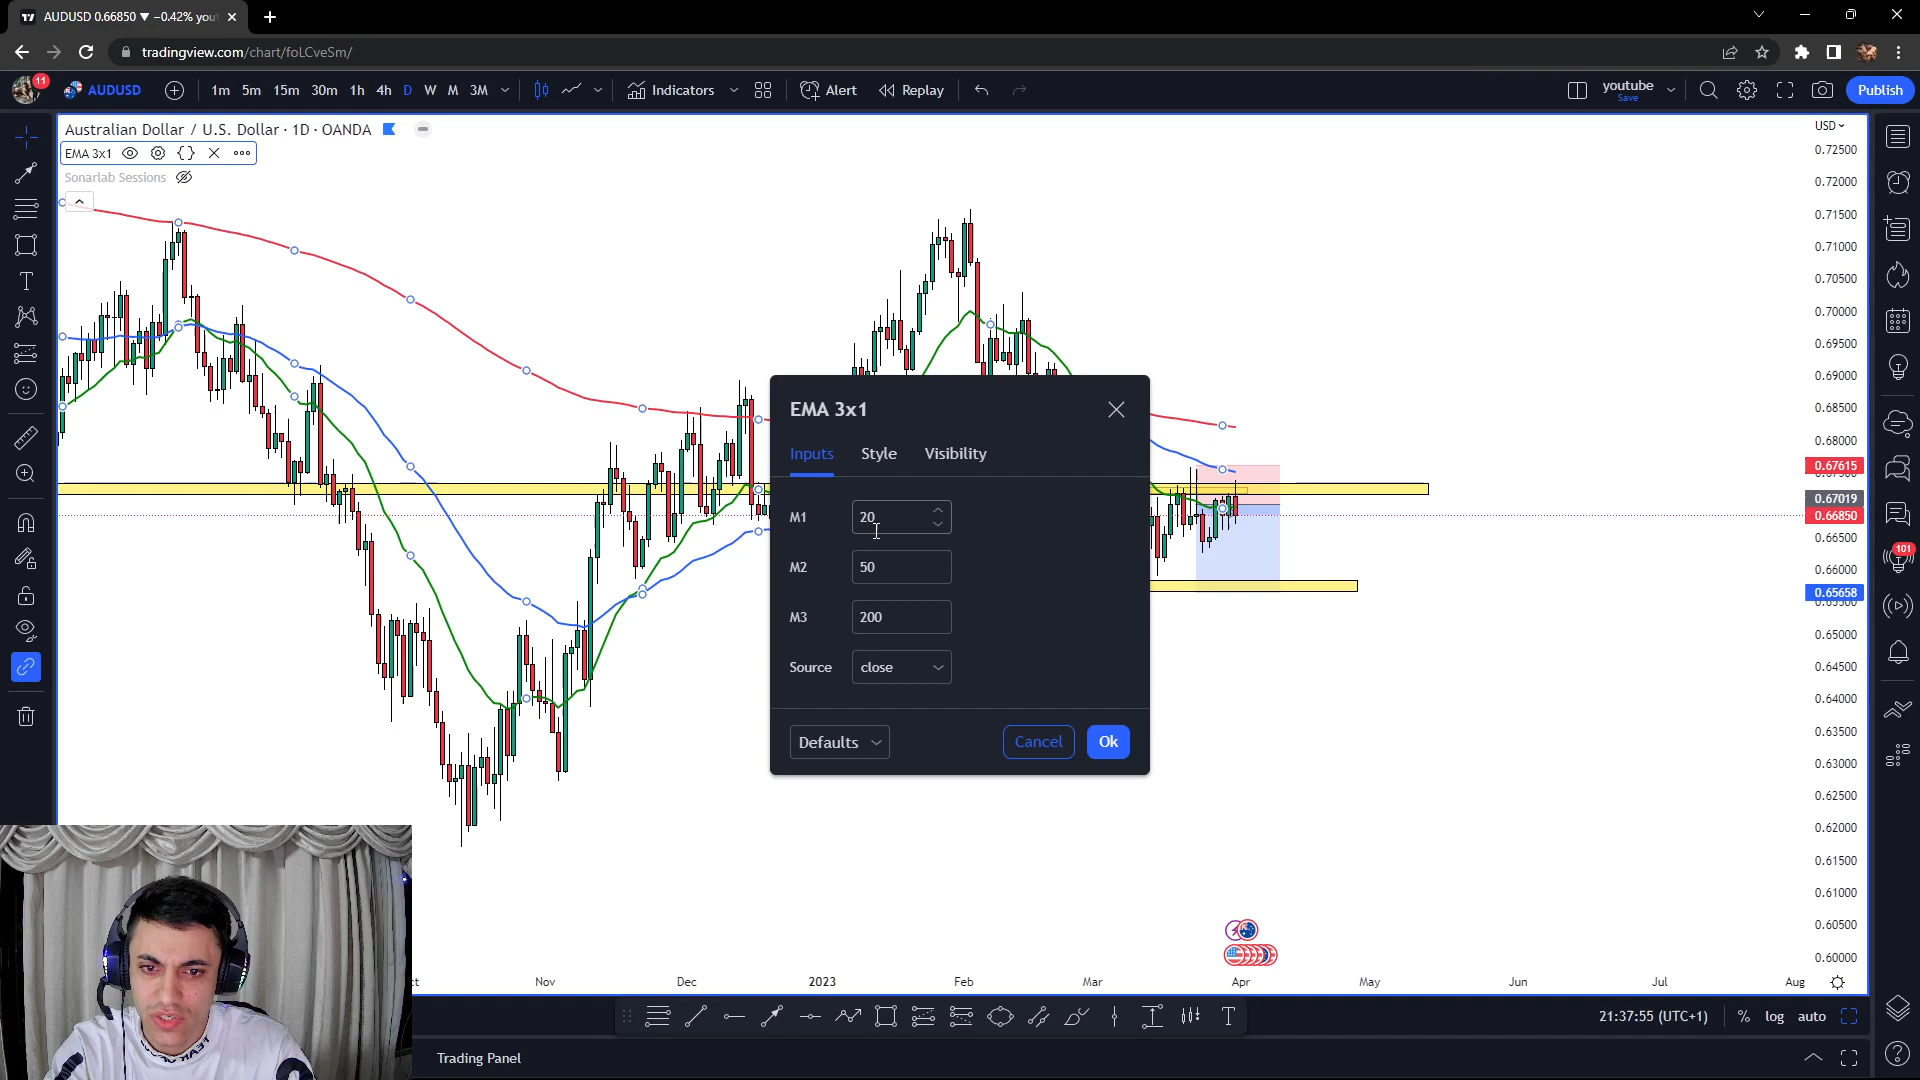 AUDUSD 0.66850 ▼ −0.42% you
tradingview.com/chart/foLCveSm/
11
AUDUSD
1m 5m 15m 30m 1h 4h D W M 3M
Indicators
Alert
Replay
youtube
Save
Publish
Australian Dollar / U.S. Dollar · 1D · OANDA
EMA 3x1
Sonarlab Sessions
USD
0.72500
0.72000
0.71500
0.71000
0.70500
0.70000
0.69500
0.69000
0.68500
0.68000
0.67615
0.67019
0.66850
0.66500
0.66000
0.65658
0.65000
0.64500
0.64000
0.63500
0.63000
0.62500
0.62000
0.61500
0.61000
0.60500
0.60000
101
EMA 3x1
Inputs Style Visibility
M1 20
M2 50
M3 200
Source close
Defaults
Cancel
Ok
Nov Dec 2023 Feb Mar Apr May Jun Jul Aug
21:37:55 (UTC+1)
% log auto
Trading Panel